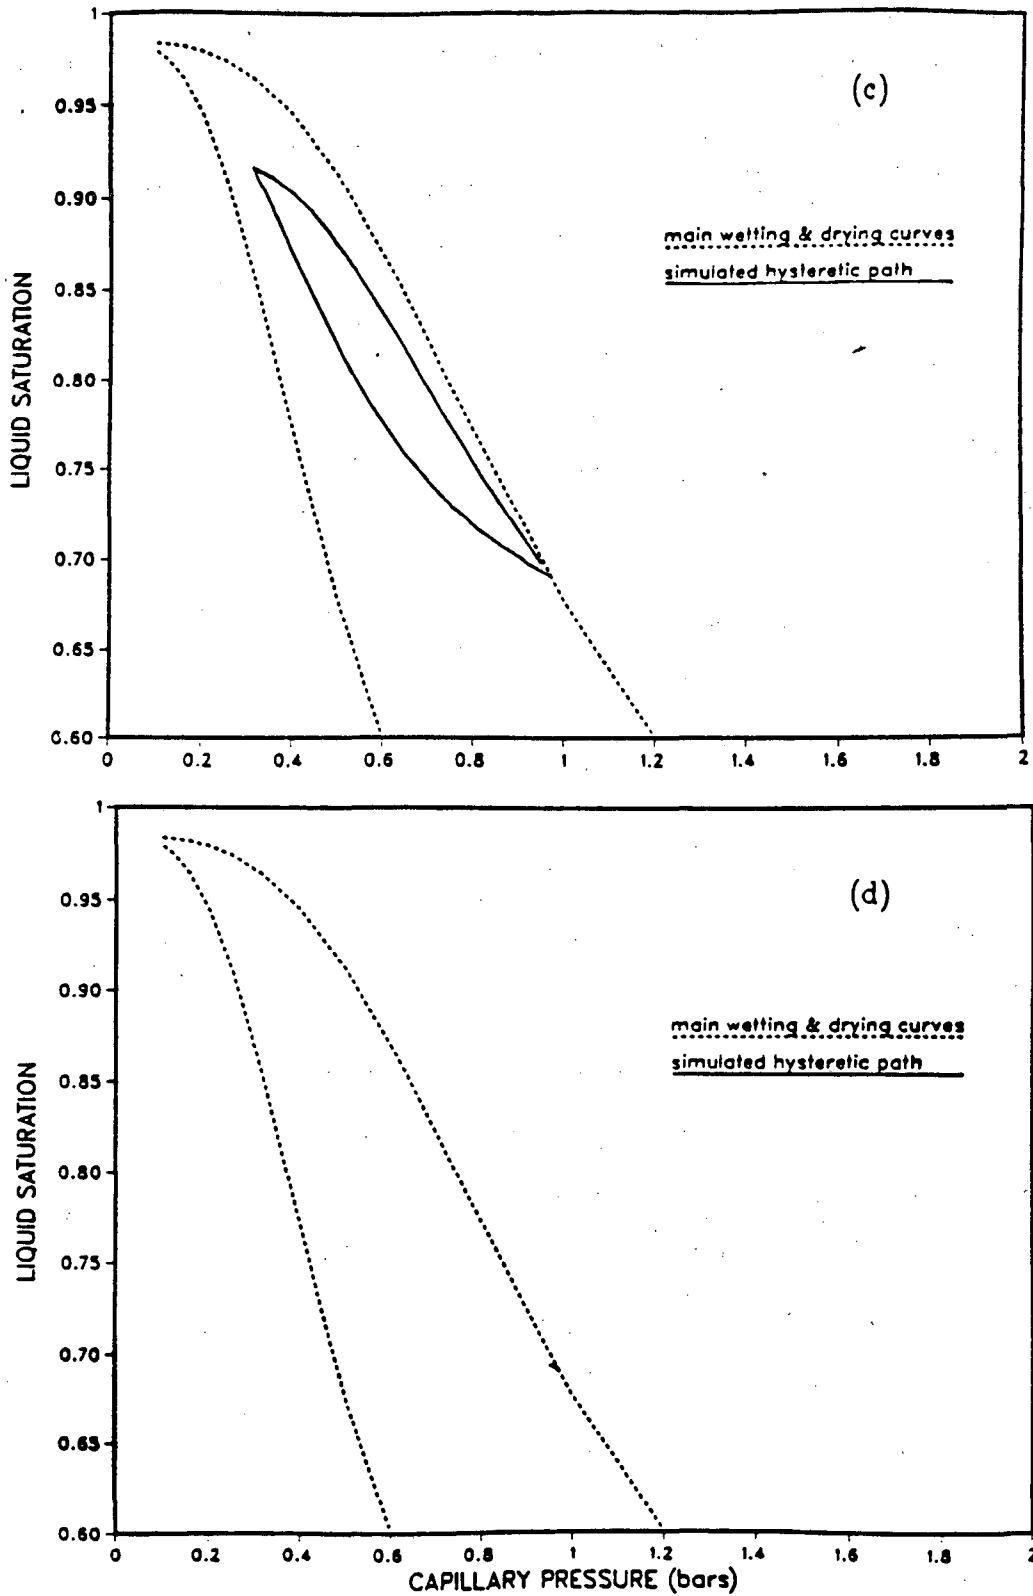 (c)
1
0.95
0.90
0.85
0.80
0.75
0.70
0.65
0.60
LIQUID SATURATION
main wetting & drying curves
simulated hysteretic path
0 0.2 0.4 0.6 0.8 1 1.2 1.4 1.6 1.8 2
(d)
1
0.95
0.90
0.85
0.80
0.75
0.70
0.65
0.60
LIQUID SATURATION
main wetting & drying curves
simulated hysteretic path
0 0.2 0.4 0.6 0.8 1 1.2 1.4 1.6 1.8 2
CAPILLARY PRESSURE (bars)